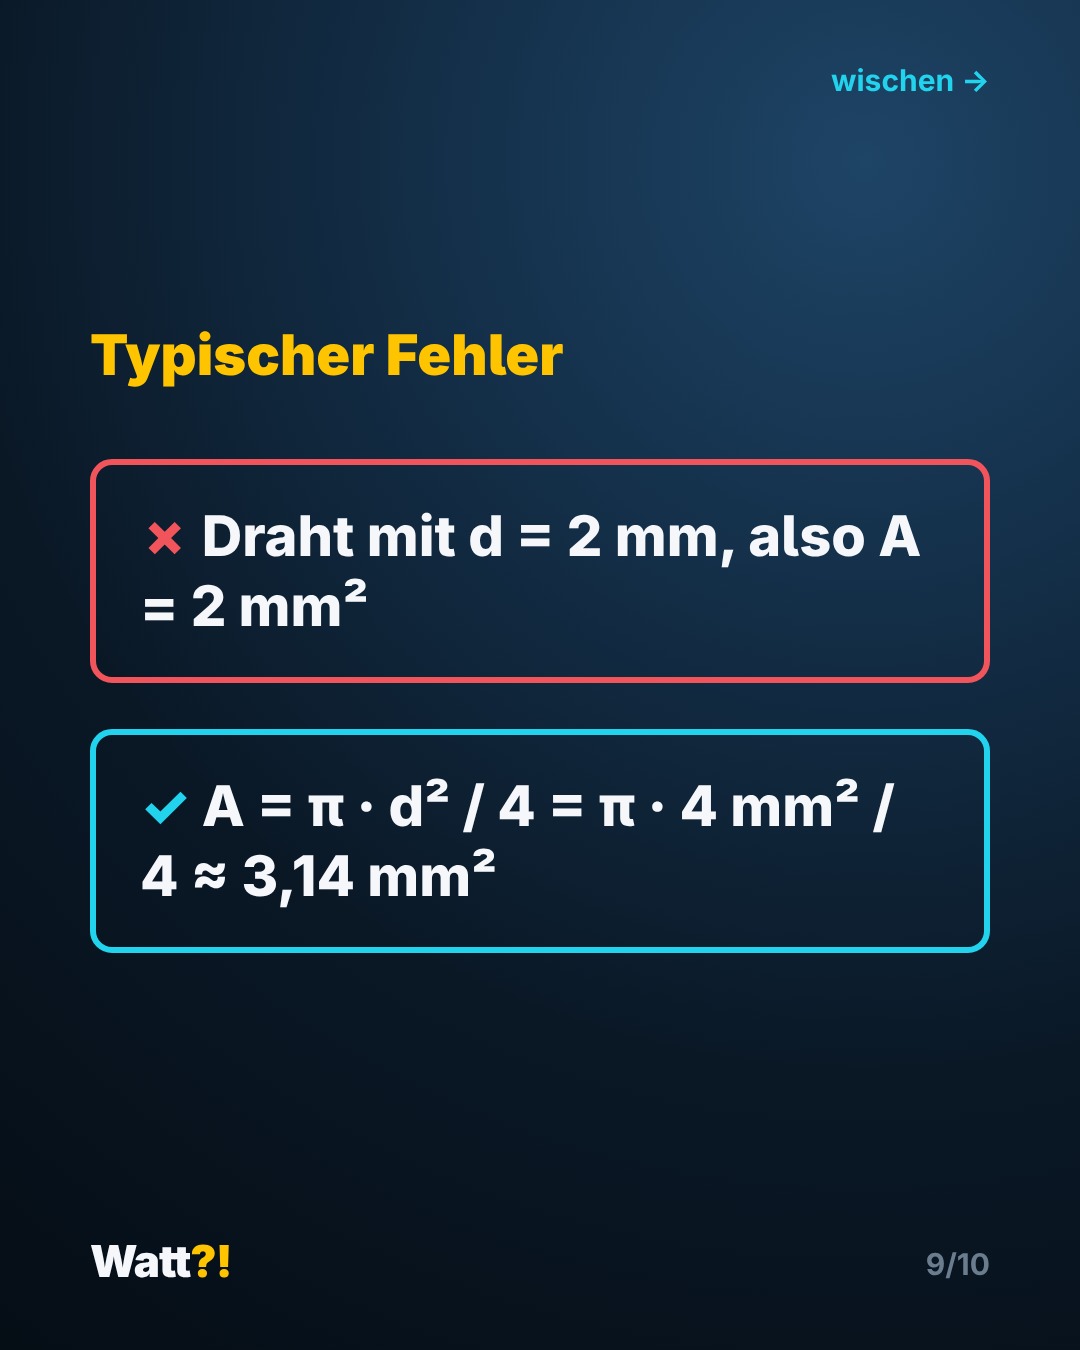 wischen →
Typischer Fehler
✗ Draht mit d = 2 mm, also A
= 2 mm²
✓ A = π · d² / 4 = π · 4 mm² /
4 ≈ 3,14 mm²
Watt?!
9/10